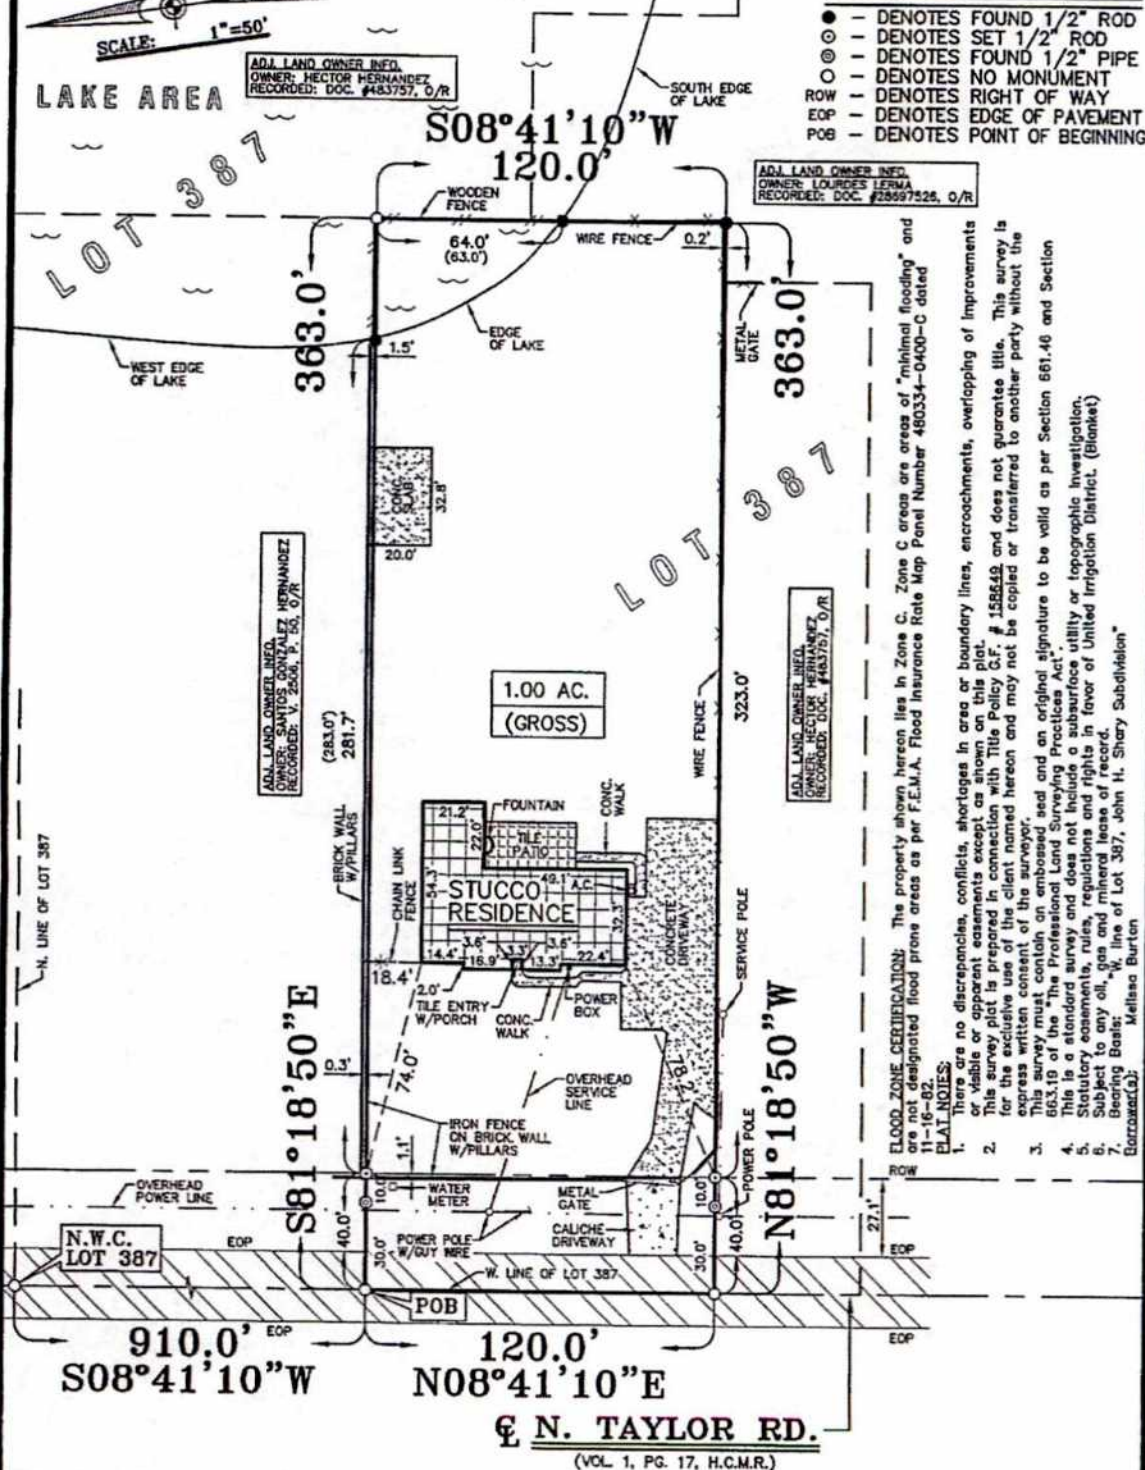 SCALE: 1"=50'
● – DENOTES FOUND 1/2" ROD
⊙ – DENOTES SET 1/2" ROD
◎ – DENOTES FOUND 1/2" PIPE
○ – DENOTES NO MONUMENT
ROW – DENOTES RIGHT OF WAY
EOP – DENOTES EDGE OF PAVEMENT
POB – DENOTES POINT OF BEGINNING
ADJ. LAND OWNER INFO.
OWNER: HECTOR HERNANDEZ
RECORDED: DOC. #483757, O/R
LAKE AREA
LOT 387
SOUTH EDGE
OF LAKE
S08°41'10"W
120.0'
ADJ. LAND OWNER INFO.
OWNER: LOURDES LERMA
RECORDED: DOC. #28697526, O/R
WOODEN
FENCE
64.0'
(63.0')
WIRE FENCE
0.2'
363.0'
363.0'
METAL
GATE
EDGE
OF LAKE
1.5'
WEST EDGE
OF LAKE
CONC.
SLAB
32.8'
20.0'
LOT 387
ADJ. LAND OWNER INFO.
OWNER: SANTOS GONZALEZ HERNANDEZ
RECORDED: V. 2506, P. 50, O/R
1.00 AC.
(GROSS)
(283.0')
281.7'
WIRE FENCE
323.0'
ADJ. LAND OWNER INFO.
OWNER: HECTOR HERNANDEZ
RECORDED: DOC. #483757, O/R
N. LINE OF LOT 387
BRICK WALL
W/PILLARS
CHAIN LINK
FENCE
21.2'
22.0'
FOUNTAIN
TILE
PATIO
CONC.
WALK
54.3'
49.1'
A.C.
STUCCO
RESIDENCE
32.3'
CONCRETE
DRIVEWAY
SERVICE POLE
3.6'
3.3'
3.6'
14.4'
16.9'
13.3'
22.4'
18.4'
2.0'
TILE ENTRY
W/PORCH
CONC.
WALK
POWER
BOX
S81°18'50"E
0.3'
74.0'
OVERHEAD
SERVICE
LINE
78.2'
N81°18'50"W
IRON FENCE
ON BRICK WALL
W/PILLARS
1.1'
POWER POLE
ROW
OVERHEAD
POWER LINE
10.0'
WATER
METER
METAL
GATE
10.0'
40.0'
40.0'
27.1'
POWER POLE
W/GUY WIRE
CALICHE
DRIVEWAY
N.W.C.
LOT 387
EOP
30.0'
30.0'
EOP
W. LINE OF LOT 387
POB
910.0'
EOP
120.0'
EOP
S08°41'10"W
N08°41'10"E
℄ N. TAYLOR RD.
(VOL. 1, PG. 17, H.C.M.R.)
FLOOD ZONE CERTIFICATION: The property shown hereon lies in Zone C. Zone C areas are areas of "minimal flooding" and
are not designated flood prone areas as per F.E.M.A. Flood Insurance Rate Map Panel Number 480334-0400-C dated
11-16-82.
PLAT NOTES:
1. There are no discrepancies, conflicts, shortages in area or boundary lines, encroachments, overlapping of improvements
or visible or apparent easements except as shown on this plat.
2. This survey plat is prepared in connection with Title Policy G.F. # 158649 and does not guarantee title. This survey is
for the exclusive use of the client named hereon and may not be copied or transferred to another party without the
express written consent of the surveyor.
3. This survey must contain an embossed seal and an original signature to be valid as per Section 661.46 and Section
663.19 of the "The Professional Land Surveying Practices Act".
4. This is a standard survey and does not include a subsurface utility or topographic investigation.
5. Statutory easements, rules, regulations and rights in favor of United Irrigation District. (Blanket)
6. Subject to any oil, gas and mineral lease of record.
7. Bearing Basis: "W. line of Lot 387, John H. Shary Subdivision"
Borrower(s): Melissa Burton